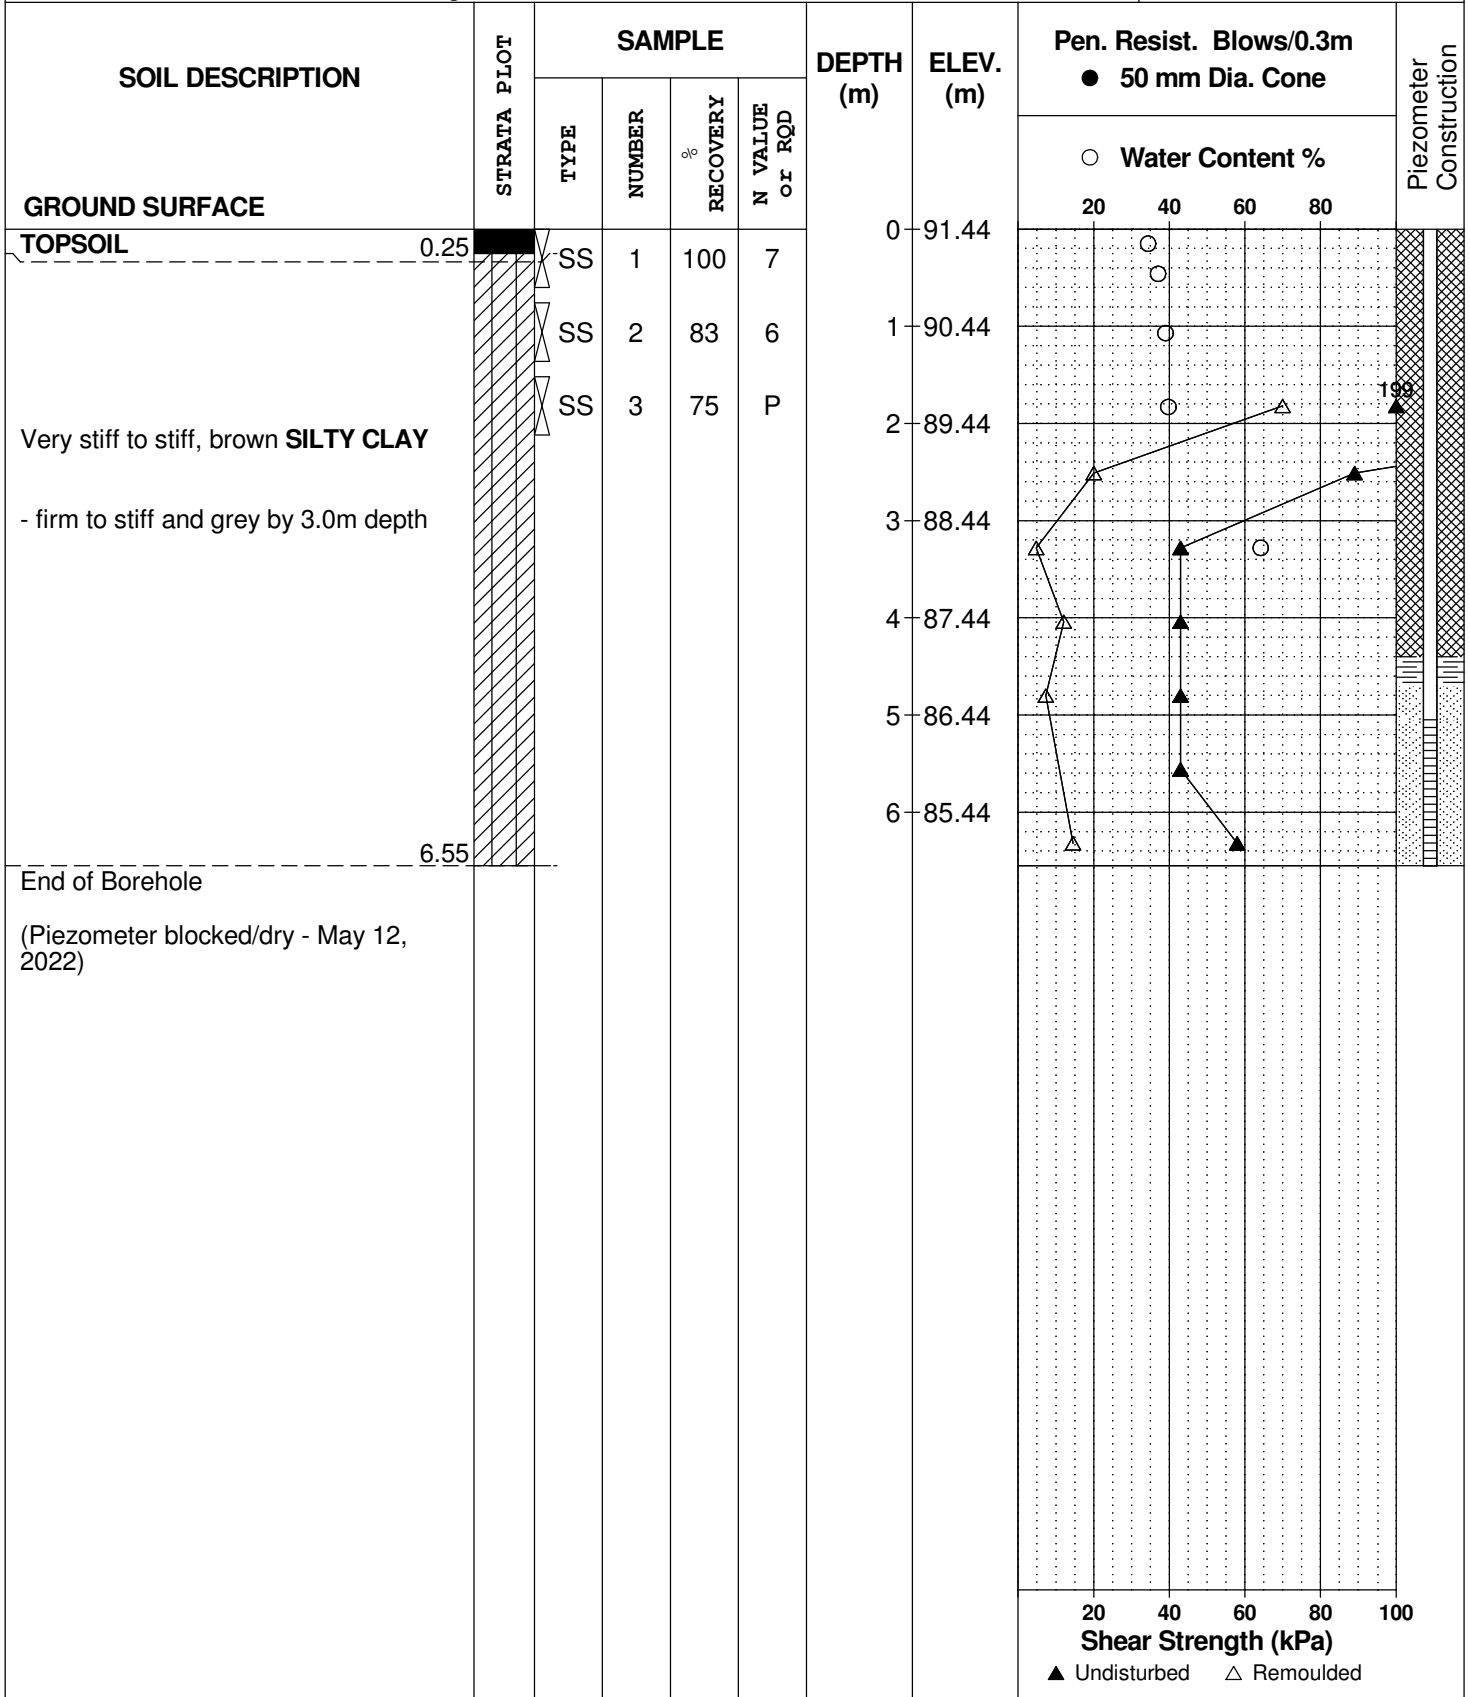 SOIL DESCRIPTION
GROUND SURFACE
STRATA PLOT
SAMPLE
TYPE
NUMBER
%
RECOVERY
N VALUE
or RQD
DEPTH
(m)
ELEV.
(m)
Pen. Resist. Blows/0.3m
● 50 mm Dia. Cone
○ Water Content %
20 40 60 80
Piezometer
Construction
TOPSOIL 0.25
0 91.44
SS 1 100 7
1 90.44
SS 2 83 6
SS 3 75 P
199
2 89.44
Very stiff to stiff, brown SILTY CLAY
- firm to stiff and grey by 3.0m depth
3 88.44
4 87.44
5 86.44
6 85.44
6.55
End of Borehole
(Piezometer blocked/dry - May 12,
2022)
20 40 60 80 100
Shear Strength (kPa)
▲ Undisturbed △ Remoulded